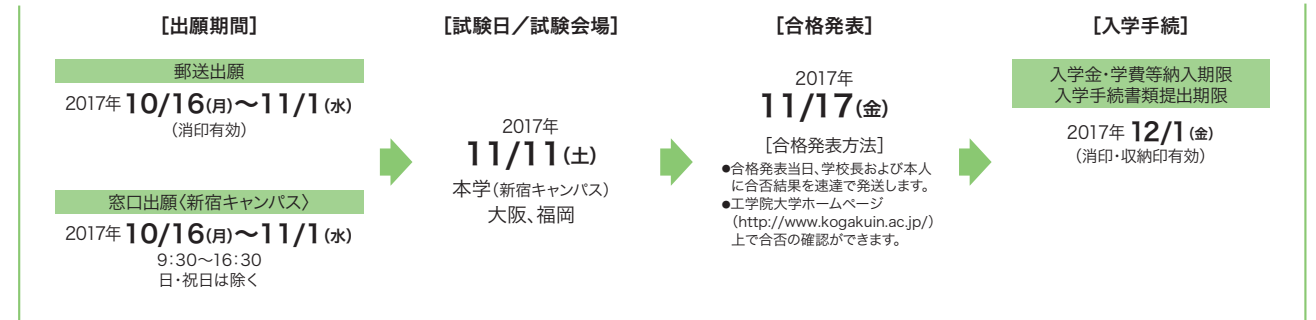 ［出願期間］
郵送出願
2017年 10/16(月)～11/1(水)
（消印有効）
窓口出願〈新宿キャンパス〉
2017年 10/16(月)～11/1(水)
9：30～16：30
日・祝日は除く
［試験日／試験会場］
2017年
11/11(土)
本学（新宿キャンパス）
大阪、福岡
［合格発表］
2017年
11/17(金)
［合格発表方法］
●合格発表当日、学校長および本人
に合否結果を速達で発送します。
●工学院大学ホームページ
（http://www.kogakuin.ac.jp/）
上で合否の確認ができます。
［入学手続］
入学金・学費等納入期限
入学手続書類提出期限
2017年 12/1(金)
（消印・収納印有効）